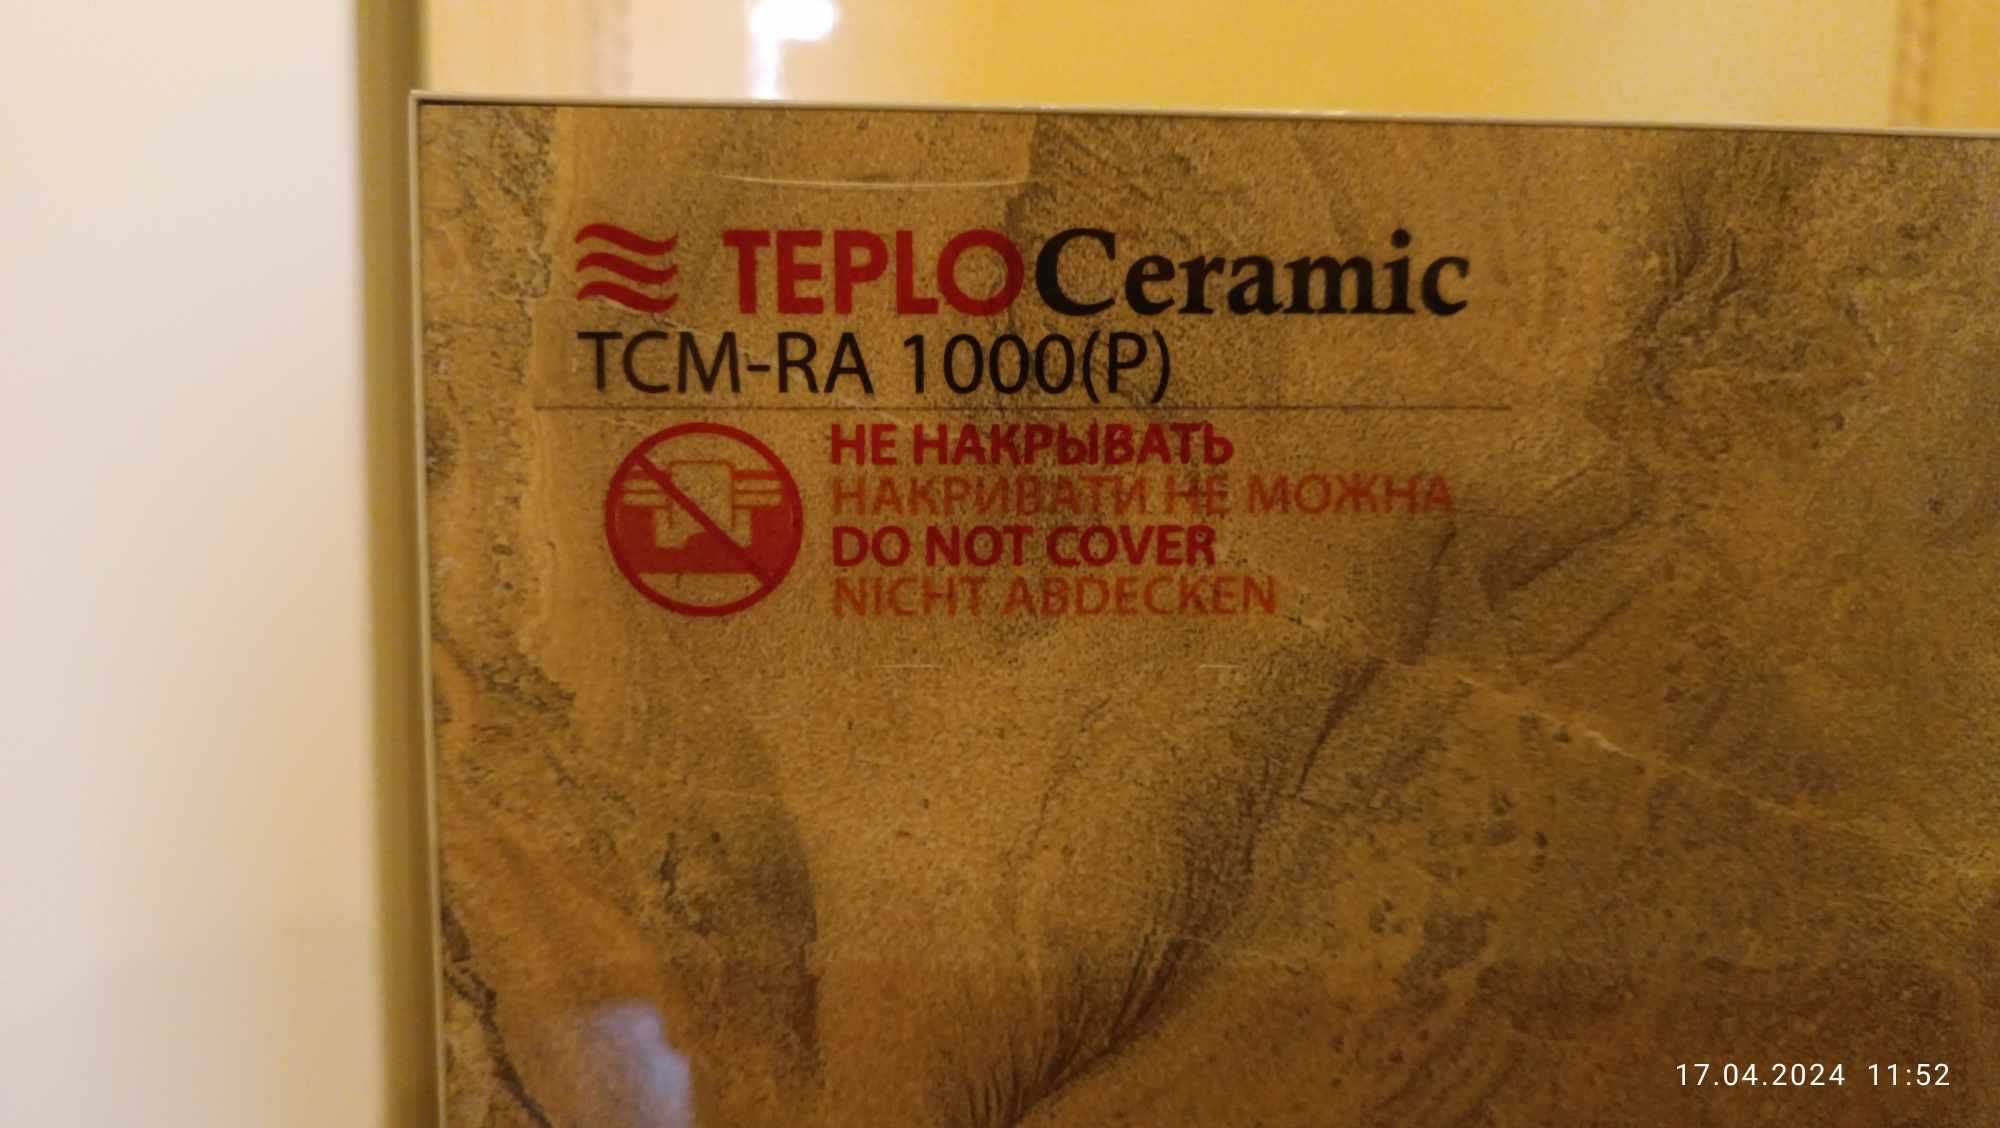 TEPLOCeramic
TCM-RA 1000(P)
НЕ НАКРЫВАТЬ
НАКРИВАТИ НЕ МОЖНА
DO NOT COVER
NICHT ABDECKEN
17.04.2024 11:52